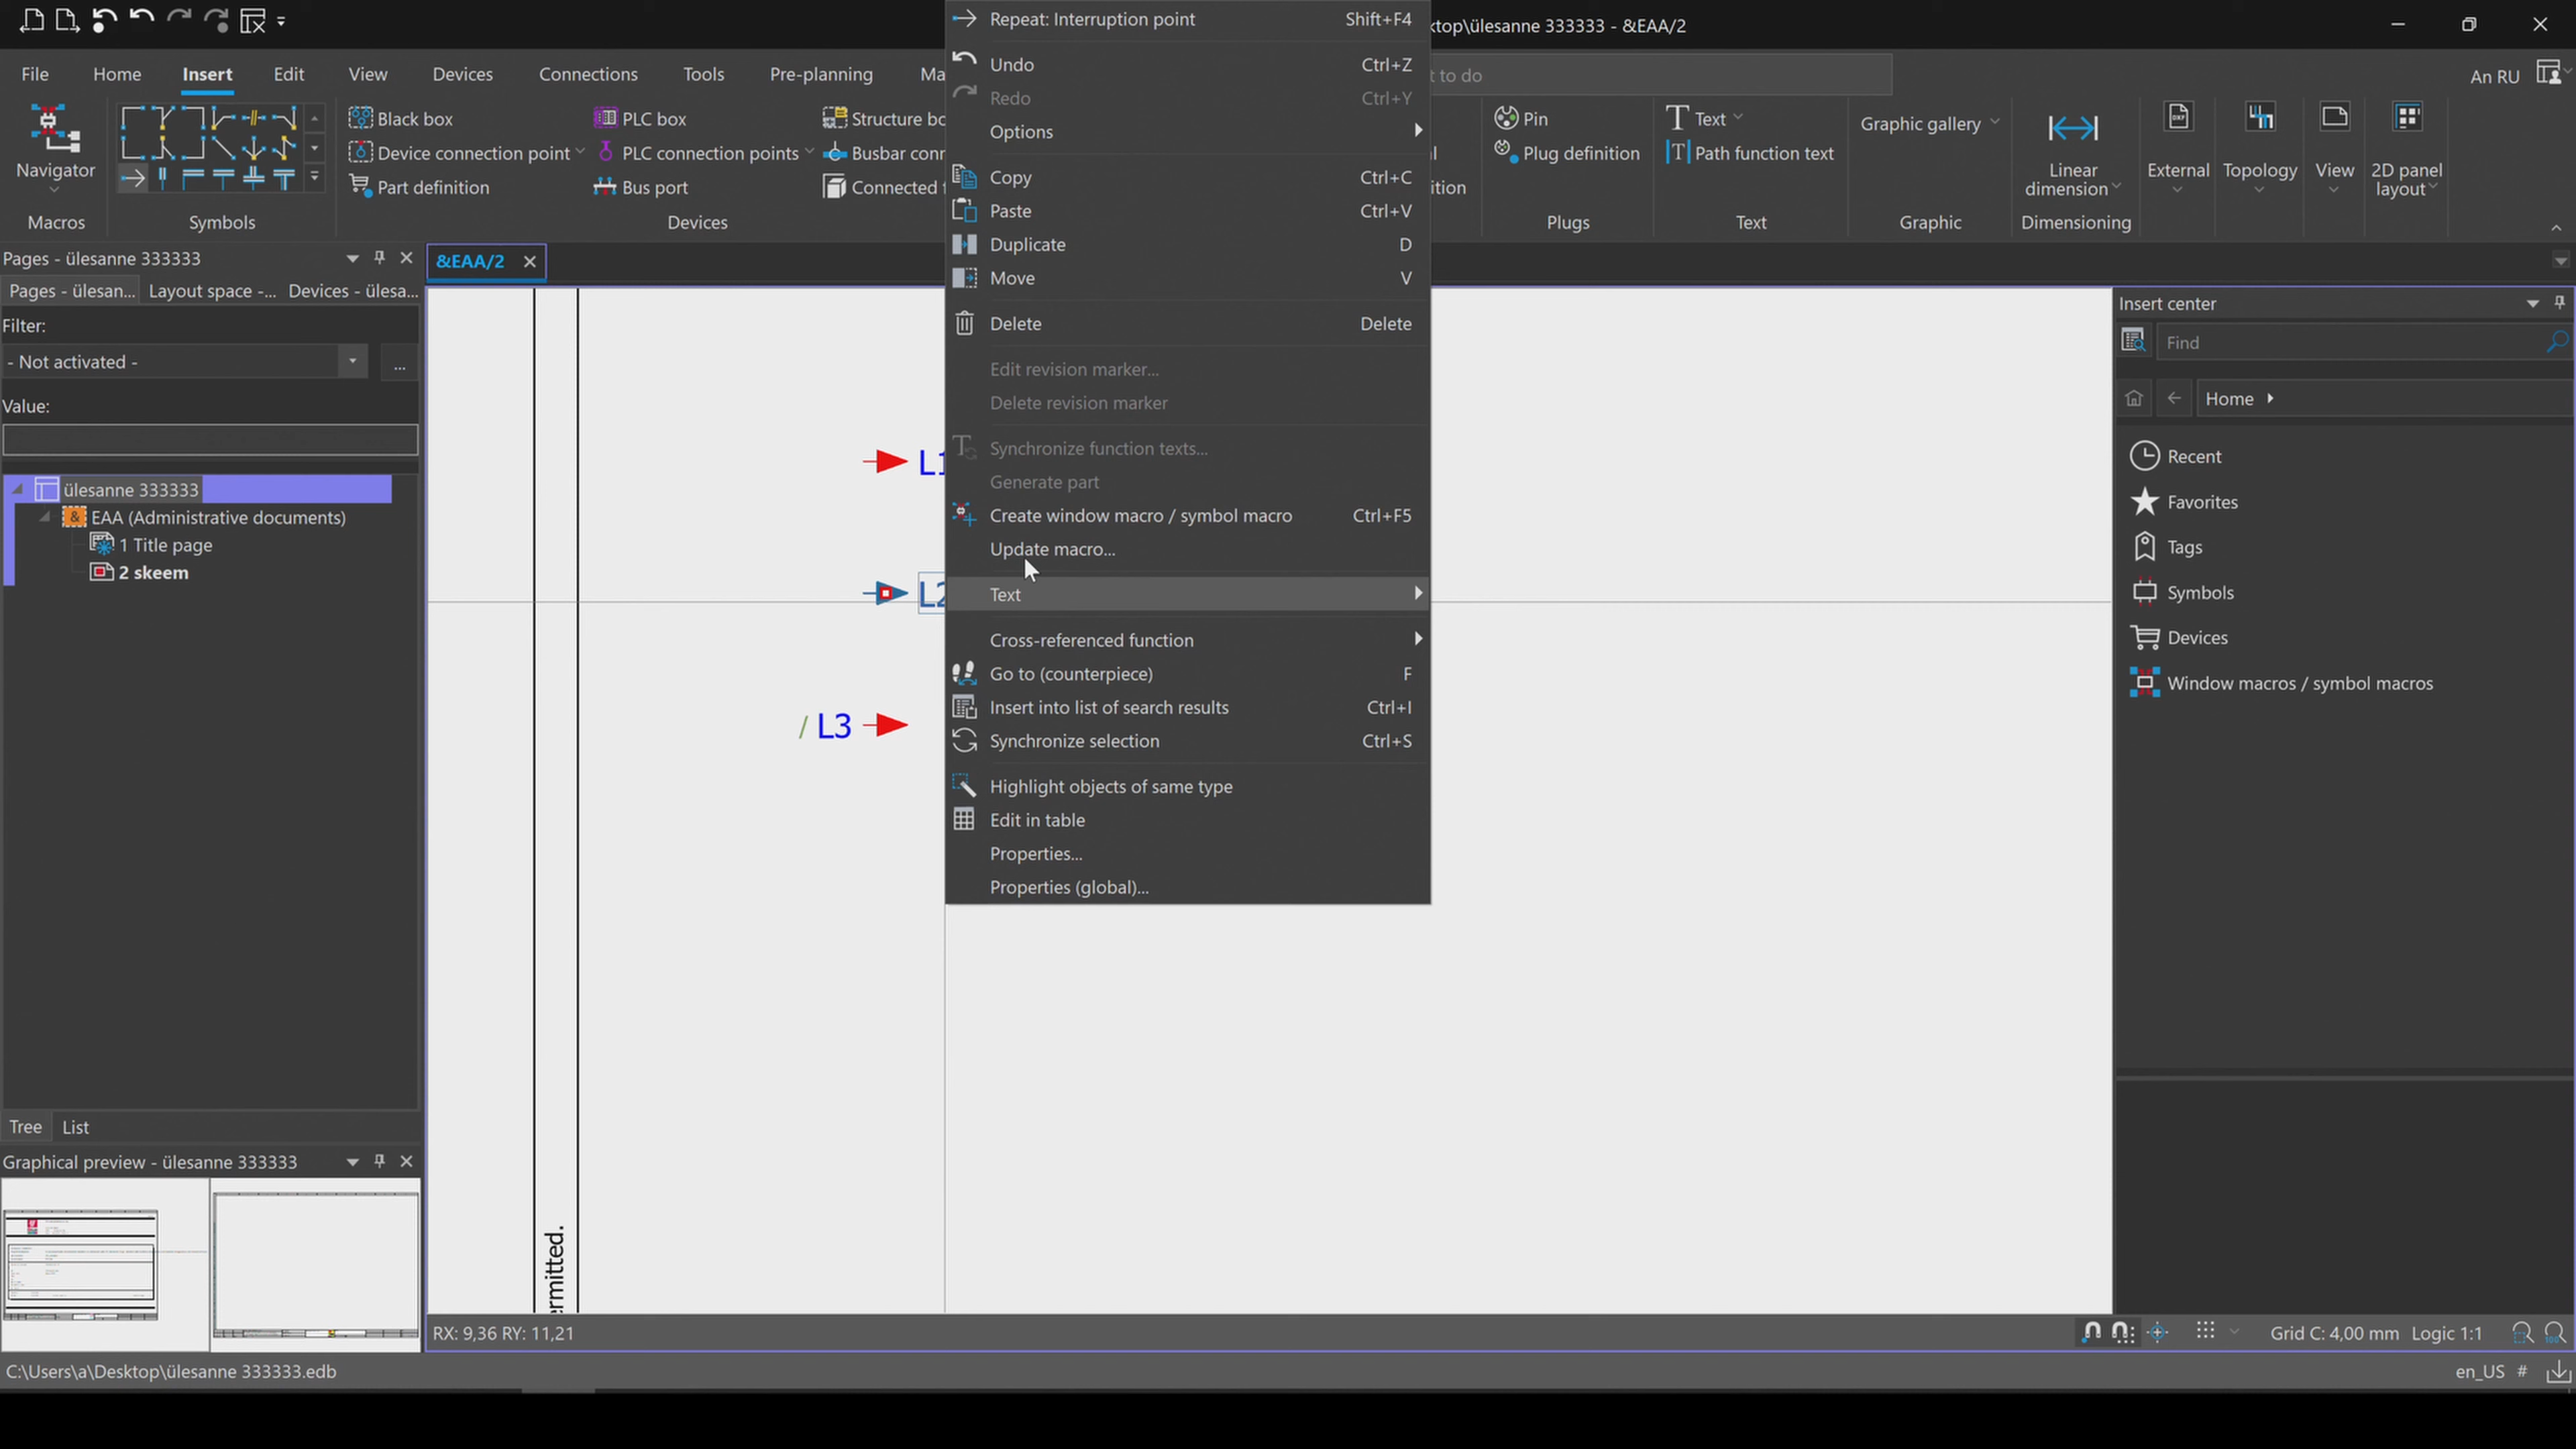 ktop\ülesanne 333333 - &EAA/2
File Home Insert Edit View Devices Connections Tools Pre-planning Ma
t to do
An RU
Navigator
Macros
Symbols
Black box
Device connection point
Part definition
PLC box
PLC connection points
Bus port
Structure bo
Busbar conr
Connected f
Devices
l
ition
Pin
Plug definition
Plugs
Text
Path function text
Text
Graphic gallery
Graphic
Linear
dimension
Dimensioning
External
Topology
View
2D panel
layout
Pages - ülesanne 333333
Pages - ülesan... Layout space -... Devices - ülesa...
Filter:
- Not activated -
...
Value:
ülesanne 333333
& EAA (Administrative documents)
1 Title page
2 skeem
Tree List
Graphical preview - ülesanne 333333
&EAA/2
L1
L2
/ L3
ermitted.
Repeat: Interruption point Shift+F4
Undo Ctrl+Z
Redo Ctrl+Y
Options
Copy Ctrl+C
Paste Ctrl+V
Duplicate D
Move V
Delete Delete
Edit revision marker...
Delete revision marker
Synchronize function texts...
Generate part
Create window macro / symbol macro Ctrl+F5
Update macro...
Text
Cross-referenced function
Go to (counterpiece) F
Insert into list of search results Ctrl+I
Synchronize selection Ctrl+S
Highlight objects of same type
Edit in table
Properties...
Properties (global)...
Insert center
Find
Home
Recent
Favorites
Tags
Symbols
Devices
Window macros / symbol macros
RX: 9,36 RY: 11,21
Grid C: 4,00 mm Logic 1:1
C:\Users\a\Desktop\ülesanne 333333.edb
en_US #